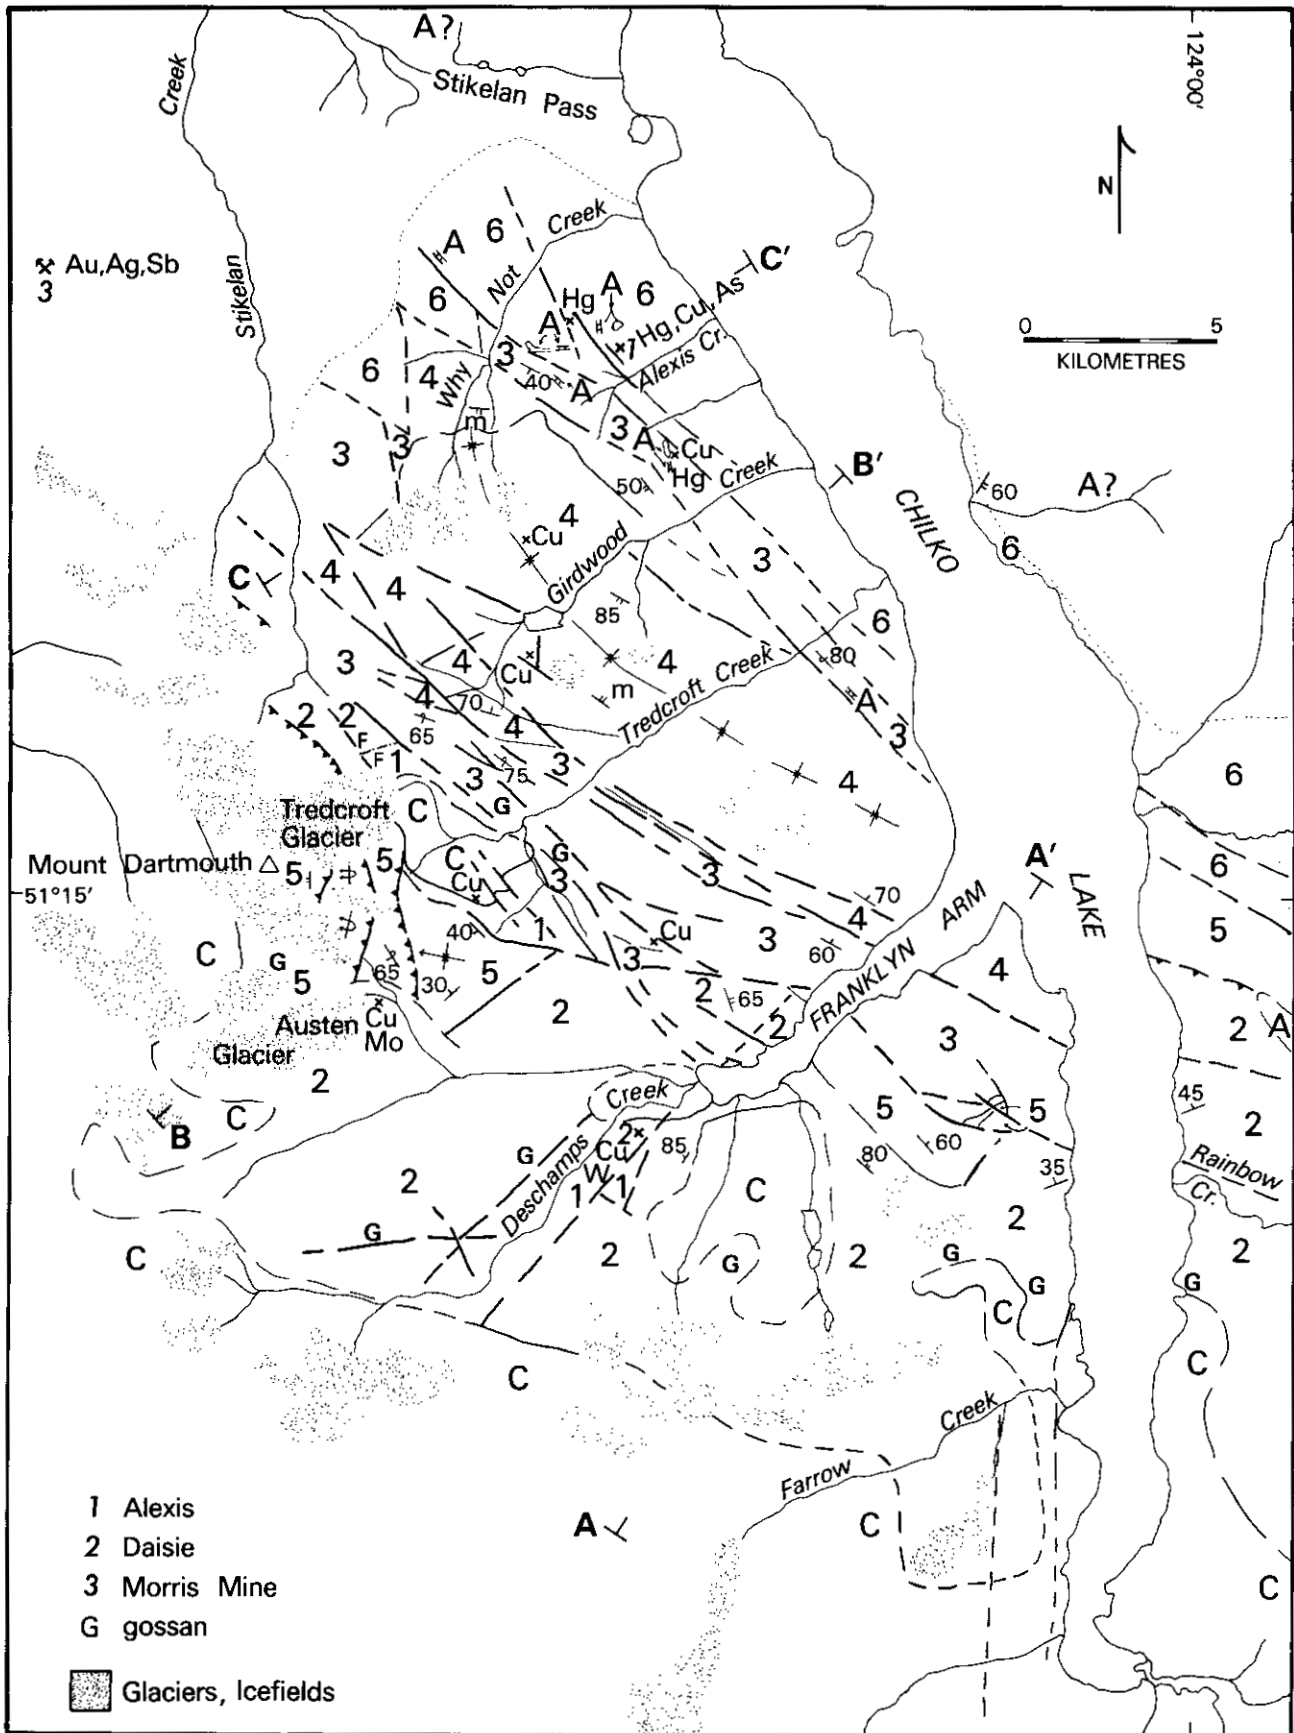 A?
Creek
Stikelan Pass
124°00'
N
Creek
A 6
C'
Au,Ag,Sb
3
Stikelan
Not
Hg A 6
Hg,Cu,As
6
A
1
0 5
KILOMETRES
3
Alexis Cr.
6 4 Why
40 A
m
3 3
3 A Cu
Hg
Creek
B'
50
60 A?
CHILKO
4
Cu
6
Girdwood
3
C
4 4
85
6
3 4 Cu
4
m
80
Tredcroft Creek
A
4 70
2 2
65 4
3
F
F 1
3 75 3
4
6
C G
Tredcroft
Glacier
Mount Dartmouth
5 5
C G
Cu 3
3
A'
6
51°15'
70
ARM
LAKE
4
5
40 1
Cu
3
60
C
G
5
65 30
5
3
FRANKLYN
4
2 65
2
2
2 A
Austen Cu
Mo
Glacier
2
3
C
Creek
5 5
45
2
B
2
Cu
85
80 60
G
W
35
Rainbow
Cr.
2
1 1
Deschamps
C
2
G
C
2
G
2
G
G
2
G
C
C
C
Creek
Farrow
A
C
C
1 Alexis
2 Daisie
3 Morris Mine
G gossan
Glaciers, Icefields